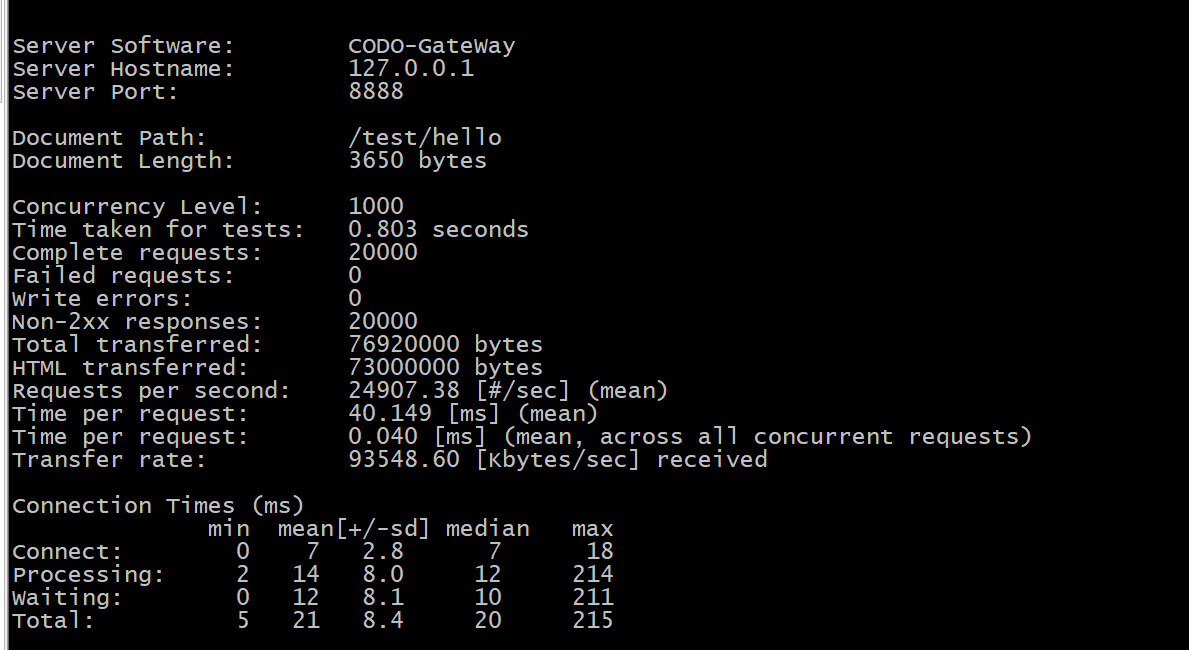 Server Software:        CODO-GateWay
Server Hostname:        127.0.0.1
Server Port:            8888
Document Path:          /test/hello
Document Length:        3650 bytes
Concurrency Level:      1000
Time taken for tests:   0.803 seconds
Complete requests:      20000
Failed requests:        0
Write errors:           0
Non-2xx responses:      20000
Total transferred:      76920000 bytes
HTML transferred:       73000000 bytes
Requests per second:    24907.38 [#/sec] (mean)
Time per request:       40.149 [ms] (mean)
Time per request:       0.040 [ms] (mean, across all concurrent requests)
Transfer rate:          93548.60 [Kbytes/sec] received
Connection Times (ms)
              min  mean[+/-sd] median   max
Connect:        0    7   2.8      7      18
Processing:     2   14   8.0     12     214
Waiting:        0   12   8.1     10     211
Total:          5   21   8.4     20     215